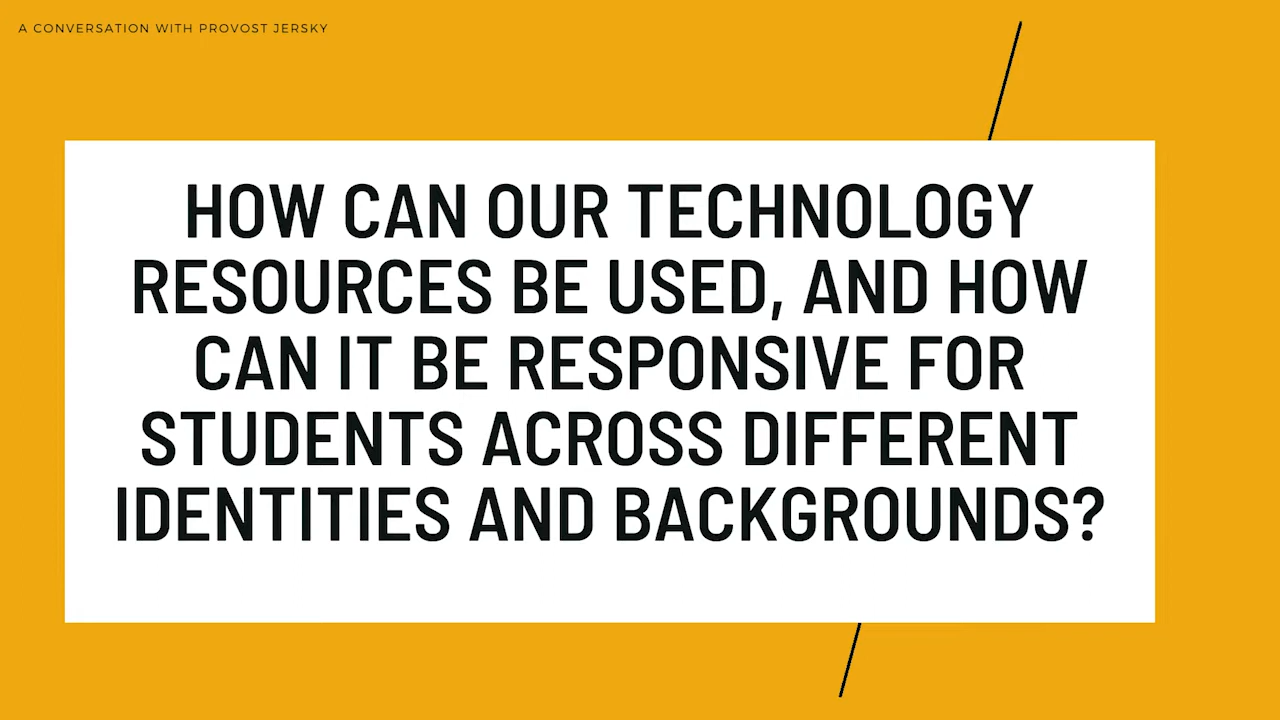 A CONVERSATION WITH PROVOST JERSKY
HOW CAN OUR TECHNOLOGY
RESOURCES BE USED, AND HOW
CAN IT BE RESPONSIVE FOR
STUDENTS ACROSS DIFFERENT
IDENTITIES AND BACKGROUNDS?